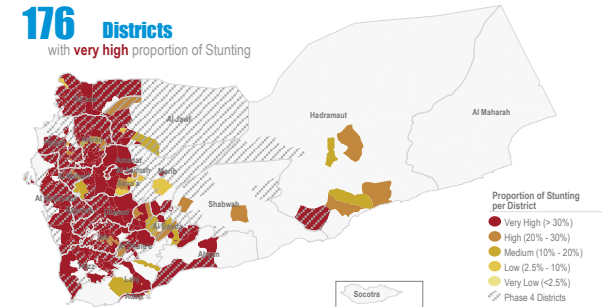 176 Districts
with very high proportion of Stunting
Al Jawf
Hadramaut
Al Maharah
Marib
Shabwah
Abyan
Socotra
Proportion of Stunting
per District
Very High (> 30%)
High (20% - 30%)
Medium (10% - 20%)
Low (2.5% - 10%)
Very Low (<2.5%)
Phase 4 Districts